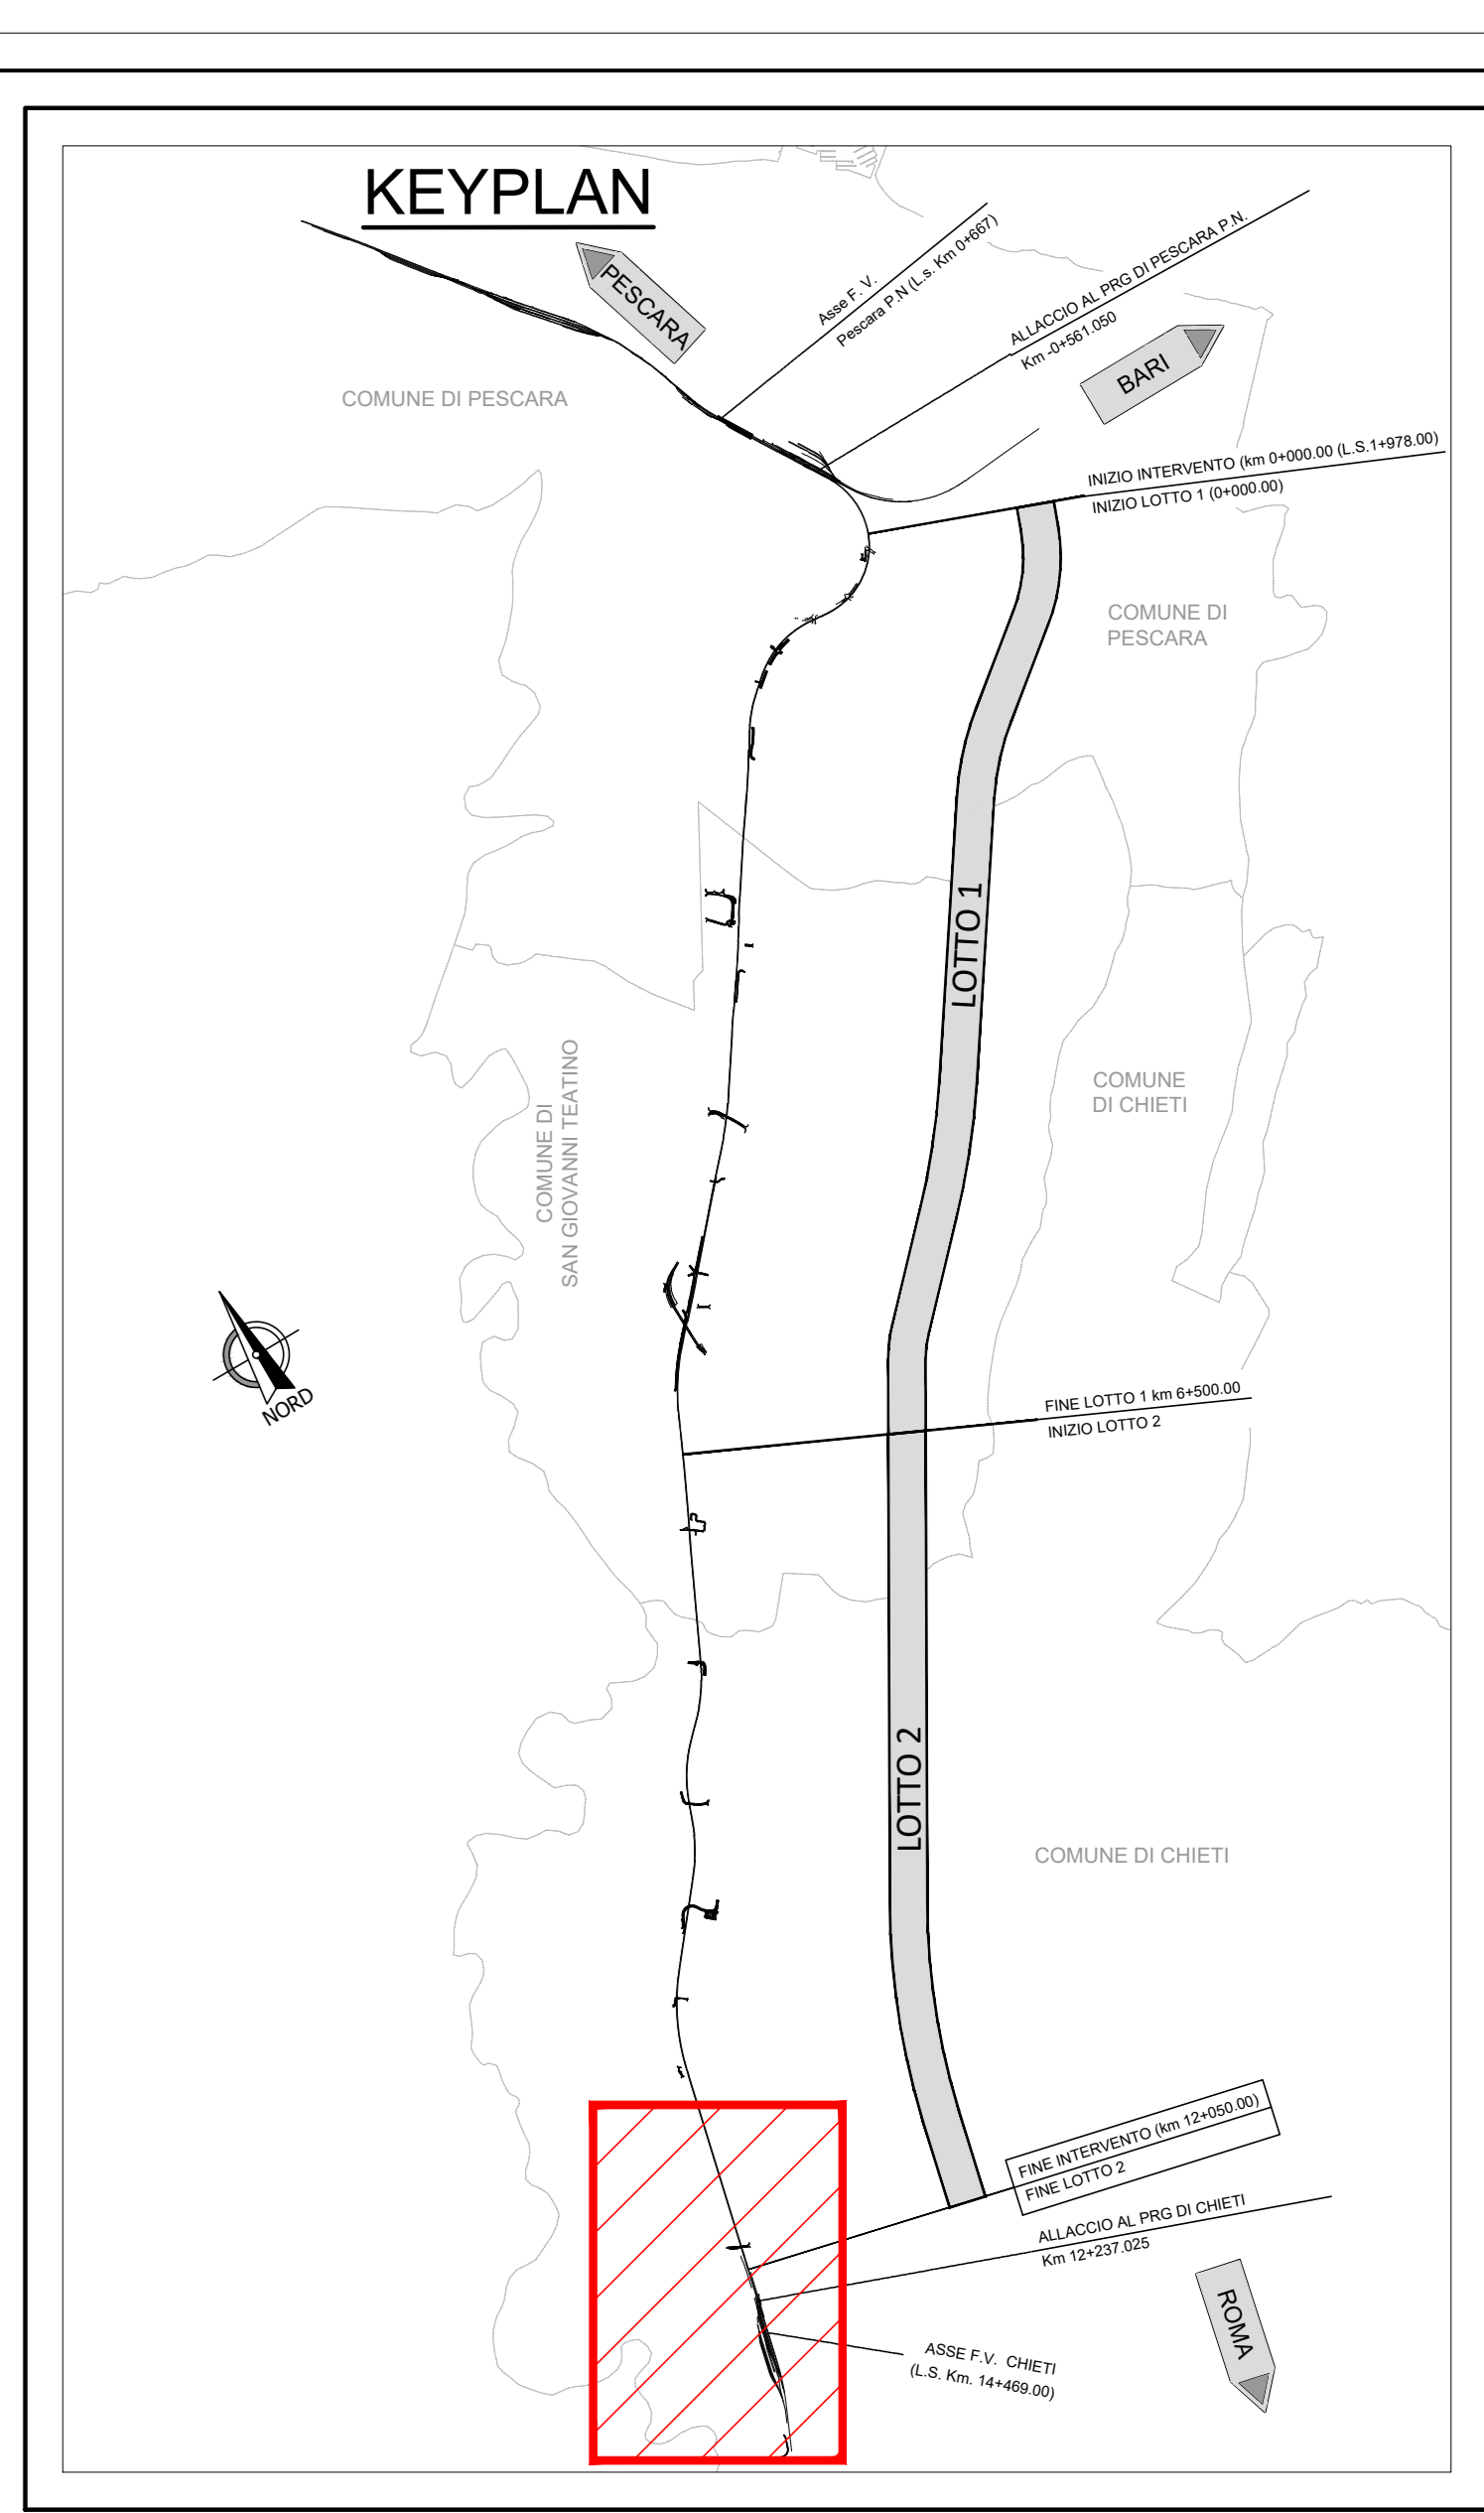 KEYPLAN
PESCARA
Asse F. V.
Pescara P.N (L.s. Km 0+667)
ALLACCIO AL PRG DI PESCARA P.N.
Km -0+561.050
BARI
COMUNE DI PESCARA
INIZIO INTERVENTO (km 0+000.00 (L.S.1+978.00)
INIZIO LOTTO 1 (0+000.00)
COMUNE DI
PESCARA
LOTTO 1
COMUNE DI
SAN GIOVANNI TEATINO
COMUNE
DI CHIETI
NORD
FINE LOTTO 1 km 6+500.00
INIZIO LOTTO 2
LOTTO 2
COMUNE DI CHIETI
FINE INTERVENTO (km 12+050.00)
FINE LOTTO 2
ALLACCIO AL PRG DI CHIETI
Km 12+237.025
ROMA
ASSE F.V. CHIETI
(L.S. Km. 14+469.00)